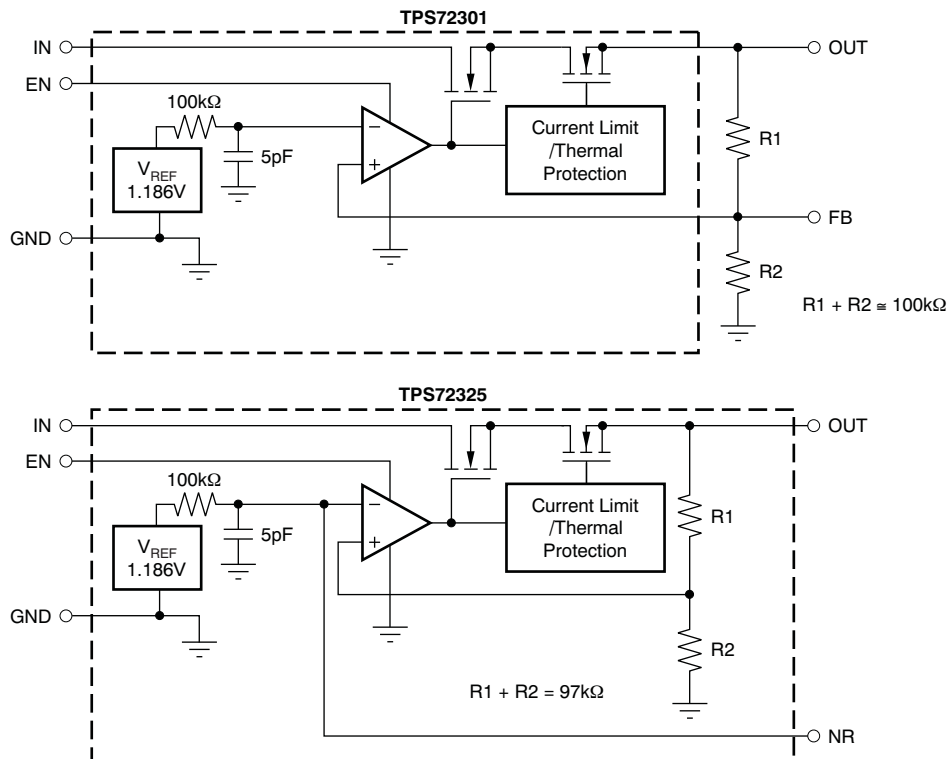 TPS72301
IN
OUT
EN
100kΩ
5pF
VREF
1.186V
GND
−
+
Current Limit
/Thermal
Protection
R1
FB
R2
R1 + R2 ≅ 100kΩ
TPS72325
IN
OUT
EN
100kΩ
5pF
VREF
1.186V
GND
−
+
Current Limit
/Thermal
Protection
R1
R2
R1 + R2 = 97kΩ
NR